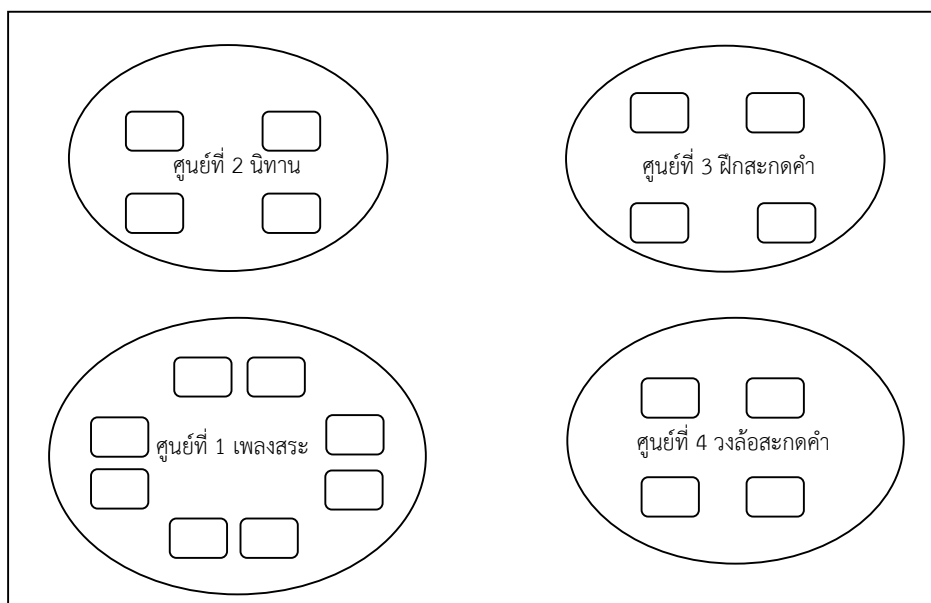 ศูนย์ที่ 2 นิทาน
ศูนย์ที่ 3 ฝึกสะกดคำ
ศูนย์ที่ 1 เพลงสระ
ศูนย์ที่ 4 วงล้อสะกดคำ